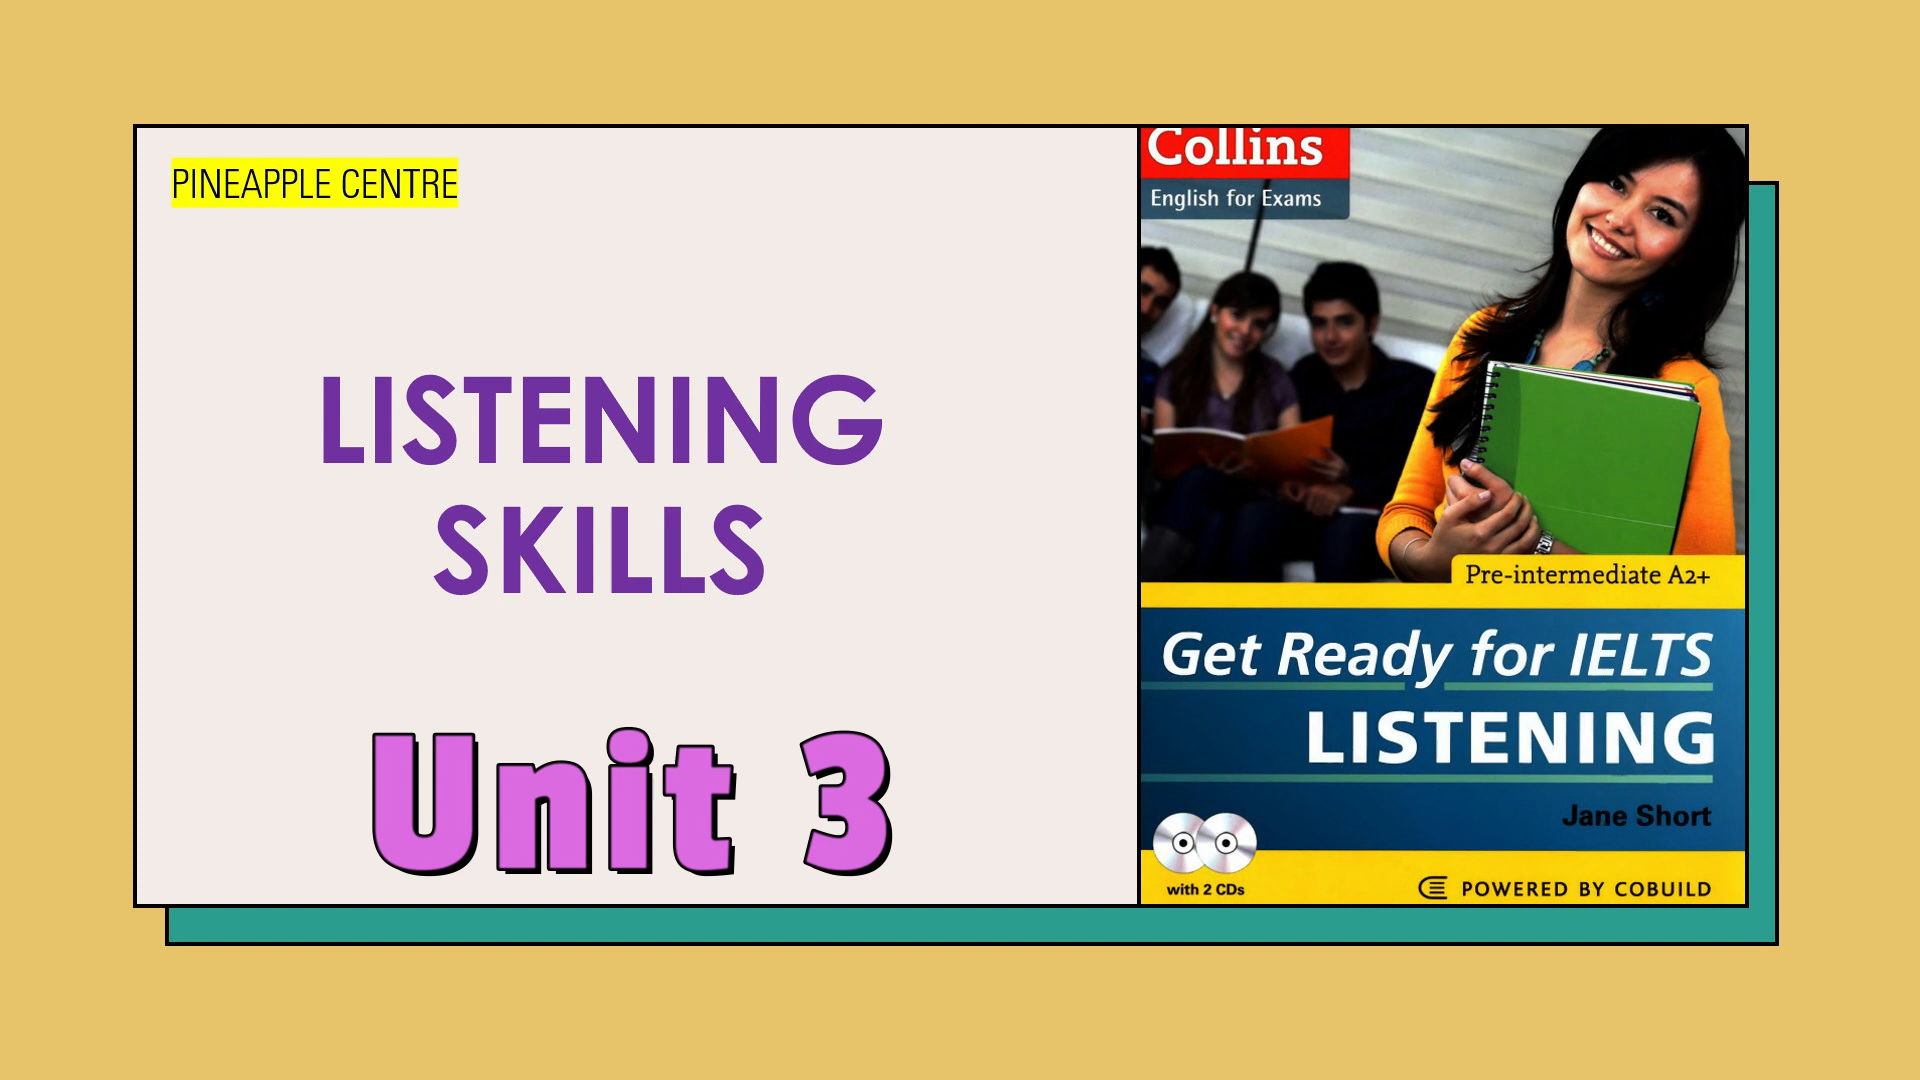 PINEAPPLE CENTRE
LISTENING
SKILLS
Unit 3
Collins
English for Exams
Pre-intermediate A2+
Get Ready for IELTS
LISTENING
Jane Short
with 2 CDs
POWERED BY COBUILD